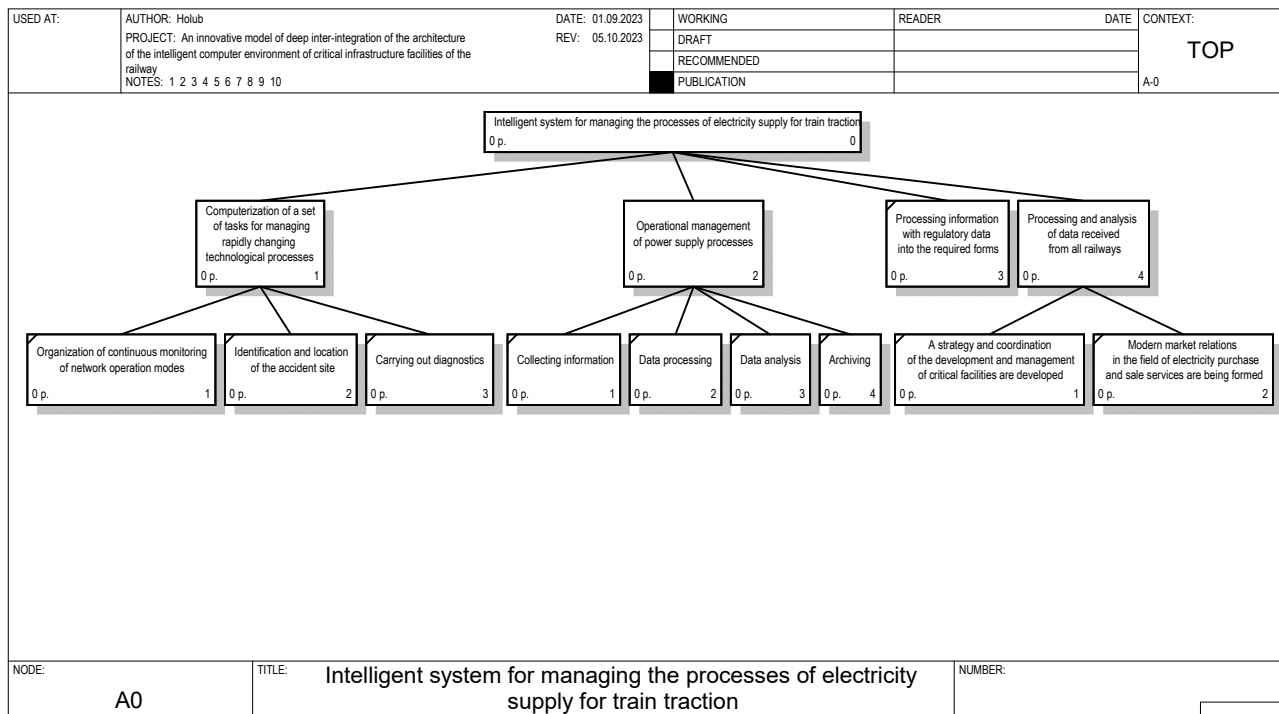 USED AT:
AUTHOR: Holub
DATE: 01.09.2023
PROJECT: An innovative model of deep inter-integration of the architecture
of the intelligent computer environment of critical infrastructure facilities of the
railway
REV: 05.10.2023
NOTES: 1 2 3 4 5 6 7 8 9 10
WORKING
DRAFT
RECOMMENDED
PUBLICATION
READER DATE
CONTEXT:
TOP
A-0
Intelligent system for managing the processes of electricity supply for train traction
0 p. 0
Computerization of a set
of tasks for managing
rapidly changing
technological processes
0 p. 1
Operational management
of power supply processes
0 p. 2
Processing information
with regulatory data
into the required forms
0 p. 3
Processing and analysis
of data received
from all railways
0 p. 4
Organization of continuous monitoring
of network operation modes
0 p. 1
Identification and location
of the accident site
0 p. 2
Carrying out diagnostics
0 p. 3
Collecting information
0 p. 1
Data processing
0 p. 2
Data analysis
0 p. 3
Archiving
0 p. 4
A strategy and coordination
of the development and management
of critical facilities are developed
0 p. 1
Modern market relations
in the field of electricity purchase
and sale services are being formed
0 p. 2
NODE:
A0
TITLE:
Intelligent system for managing the processes of electricity
supply for train traction
NUMBER: